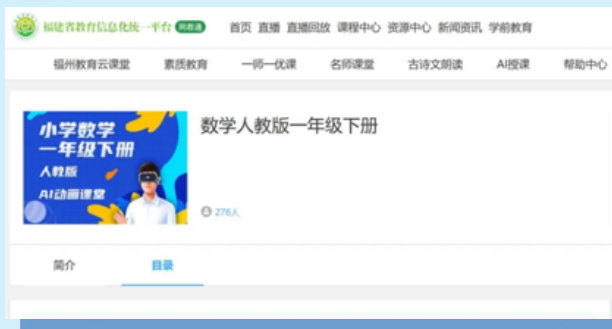 福建省教育信息化统一平台 网教通 首页 直播 直播回放 课程中心 资源中心 新闻资讯 学前教育
福州教育云课堂 素质教育 一师一优课 名师课堂 古诗文朗读 AI授课 帮助中心
小学数学
一年级下册
人教版
AI动画课堂
数学人教版一年级下册
276人
简介 目录